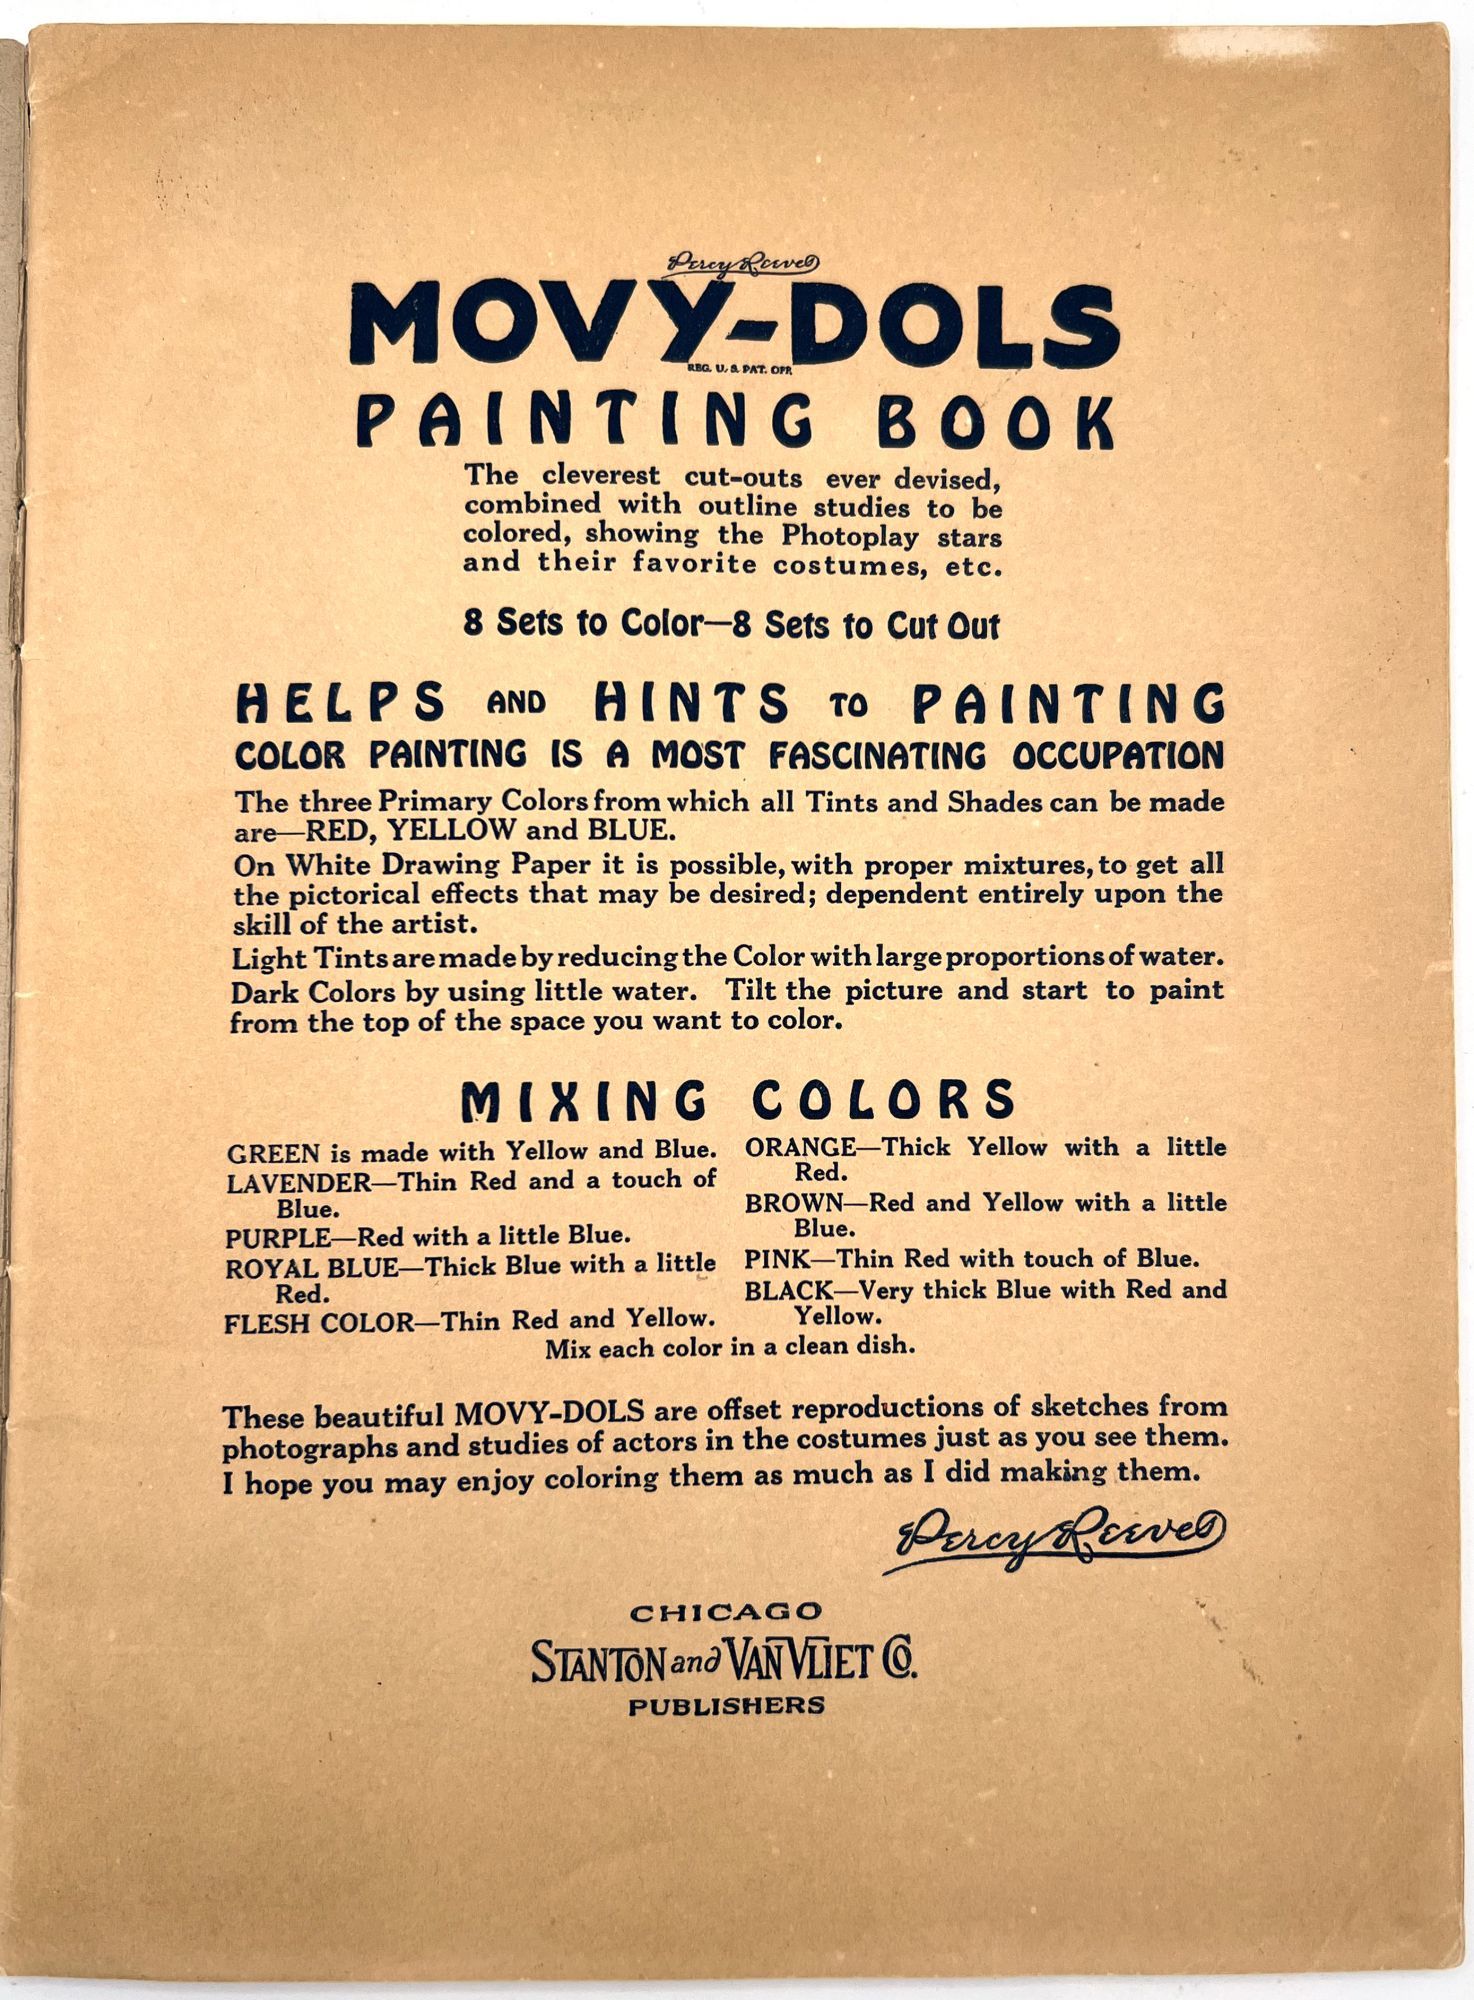 Percy Reeves
MOVY-DOLS
REG. U. S. PAT. OFF.
PAINTING BOOK
The cleverest cut-outs ever devised,
combined with outline studies to be
colored, showing the Photoplay stars
and their favorite costumes, etc.
8 Sets to Color—8 Sets to Cut Out
HELPS AND HINTS TO PAINTING
COLOR PAINTING IS A MOST FASCINATING OCCUPATION
The three Primary Colors from which all Tints and Shades can be made
are—RED, YELLOW and BLUE.
On White Drawing Paper it is possible, with proper mixtures, to get all
the pictorical effects that may be desired; dependent entirely upon the
skill of the artist.
Light Tints are made by reducing the Color with large proportions of water.
Dark Colors by using little water. Tilt the picture and start to paint
from the top of the space you want to color.
MIXING COLORS
GREEN is made with Yellow and Blue.
LAVENDER—Thin Red and a touch of
Blue.
PURPLE—Red with a little Blue.
ROYAL BLUE—Thick Blue with a little
Red.
FLESH COLOR—Thin Red and Yellow.
ORANGE—Thick Yellow with a little
Red.
BROWN—Red and Yellow with a little
Blue.
PINK—Thin Red with touch of Blue.
BLACK—Very thick Blue with Red and
Yellow.
Mix each color in a clean dish.
These beautiful MOVY-DOLS are offset reproductions of sketches from
photographs and studies of actors in the costumes just as you see them.
I hope you may enjoy coloring them as much as I did making them.
Percy Reeves
CHICAGO
STANTON and VAN VLIET CO.
PUBLISHERS